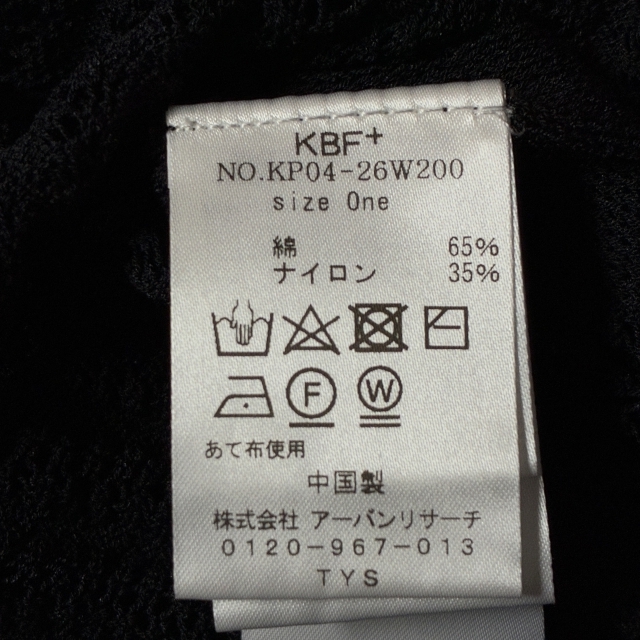 KBF+
NO.KP04-26W200
size One
綿 65%
ナイロン 35%
F W
あて布使用
中国製
株式会社 アーバンリサーチ
0120-967-013
TYS